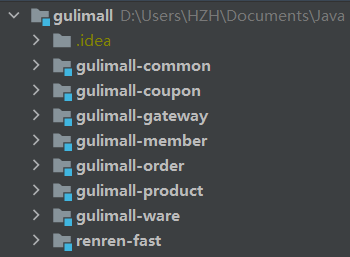 gulimall D:\Users\HZH\Documents\Java
.idea
gulimall-common
gulimall-coupon
gulimall-gateway
gulimall-member
gulimall-order
gulimall-product
gulimall-ware
renren-fast